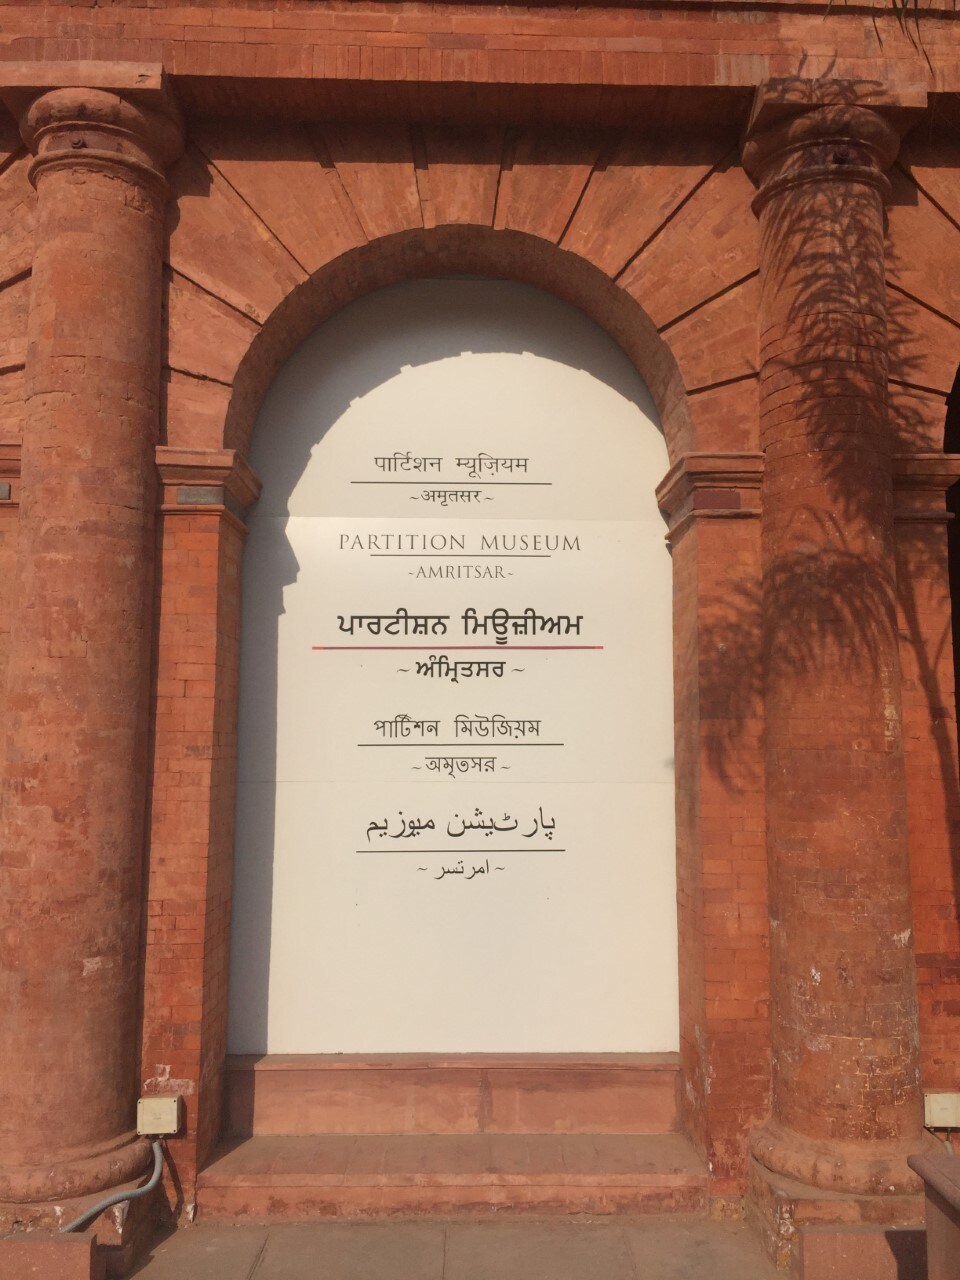 पार्टिशन म्यूज़ियम
~अमृतसर~
PARTITION MUSEUM
~AMRITSAR~
ਪਾਰਟੀਸ਼ਨ ਮਿਊਜ਼ੀਅਮ
~ ਅੰਮ੍ਰਿਤਸਰ ~
পার্টিশন মিউজিয়ম
~অমৃতসর~
پارٹیشن میوزیم
~ امرتسر ~